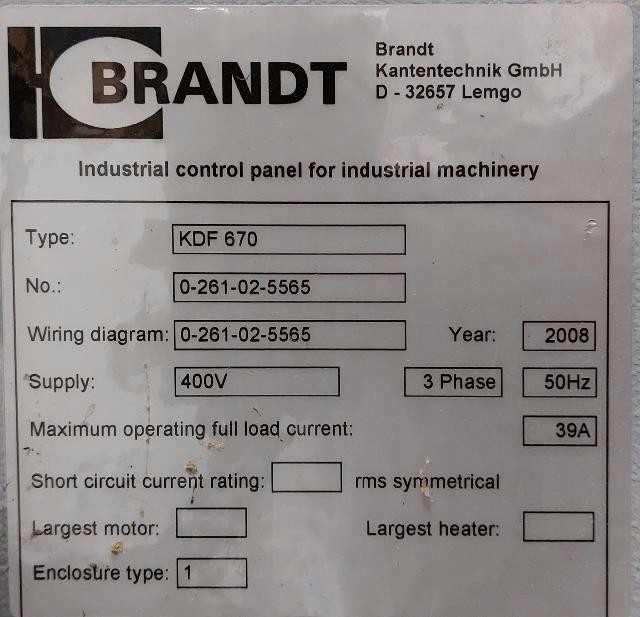 BRANDT
Brandt
Kantentechnik GmbH
D - 32657 Lemgo
Industrial control panel for industrial machinery
Type: KDF 670
No.: 0-261-02-5565
Wiring diagram: 0-261-02-5565 Year: 2008
Supply: 400V 3 Phase 50Hz
Maximum operating full load current: 39A
Short circuit current rating: rms symmetrical
Largest motor: Largest heater:
Enclosure type: 1